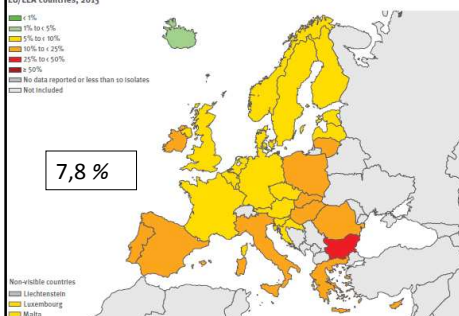 EU/EEA countries, 2015
< 1%
1% to < 5%
5% to < 10%
10% to < 25%
25% to < 50%
≥ 50%
No data reported or less than 10 isolates
Not included
7,8 %
Non-visible countries
Liechtenstein
Luxembourg
Malta